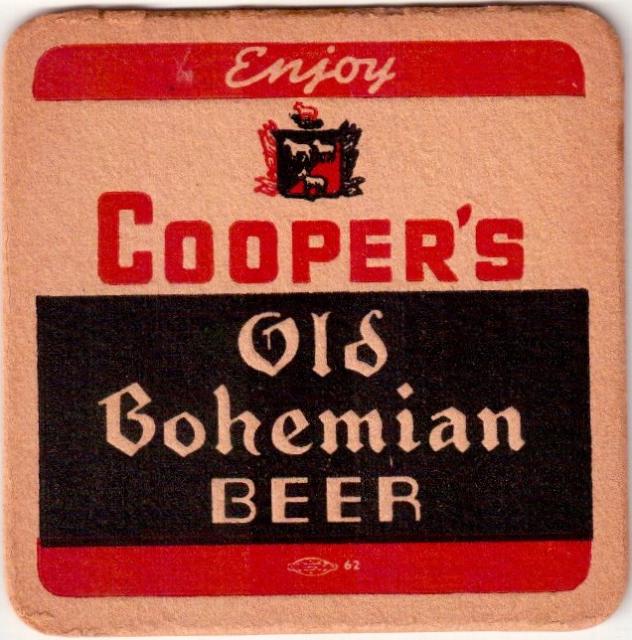 Enjoy
COOPER'S
Old
Bohemian
BEER
62